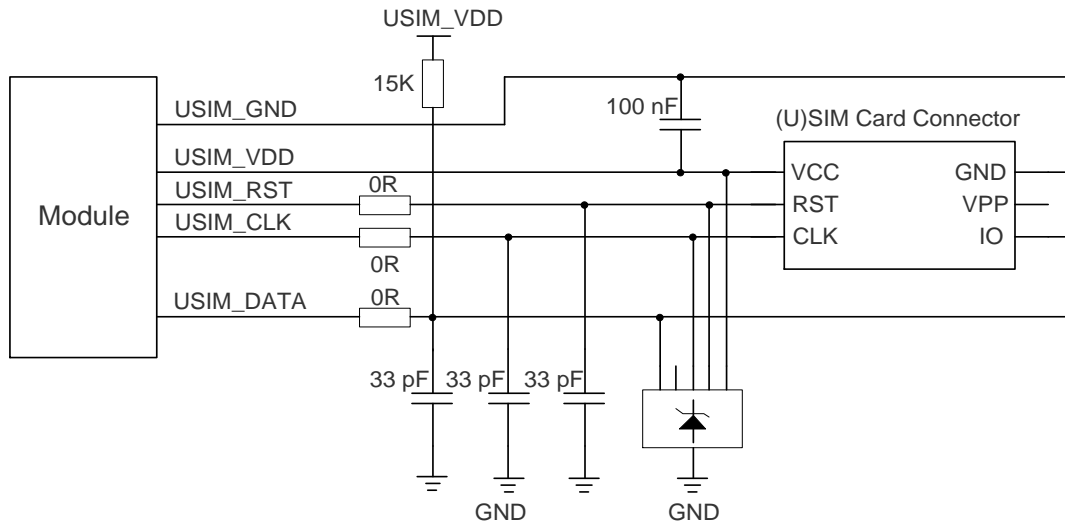 USIM_VDD
15K
USIM_GND
100 nF
(U)SIM Card Connector
USIM_VDD
VCC
GND
USIM_RST
0R
RST
VPP
Module
USIM_CLK
CLK
IO
0R
USIM_DATA
0R
33 pF
33 pF
33 pF
GND
GND